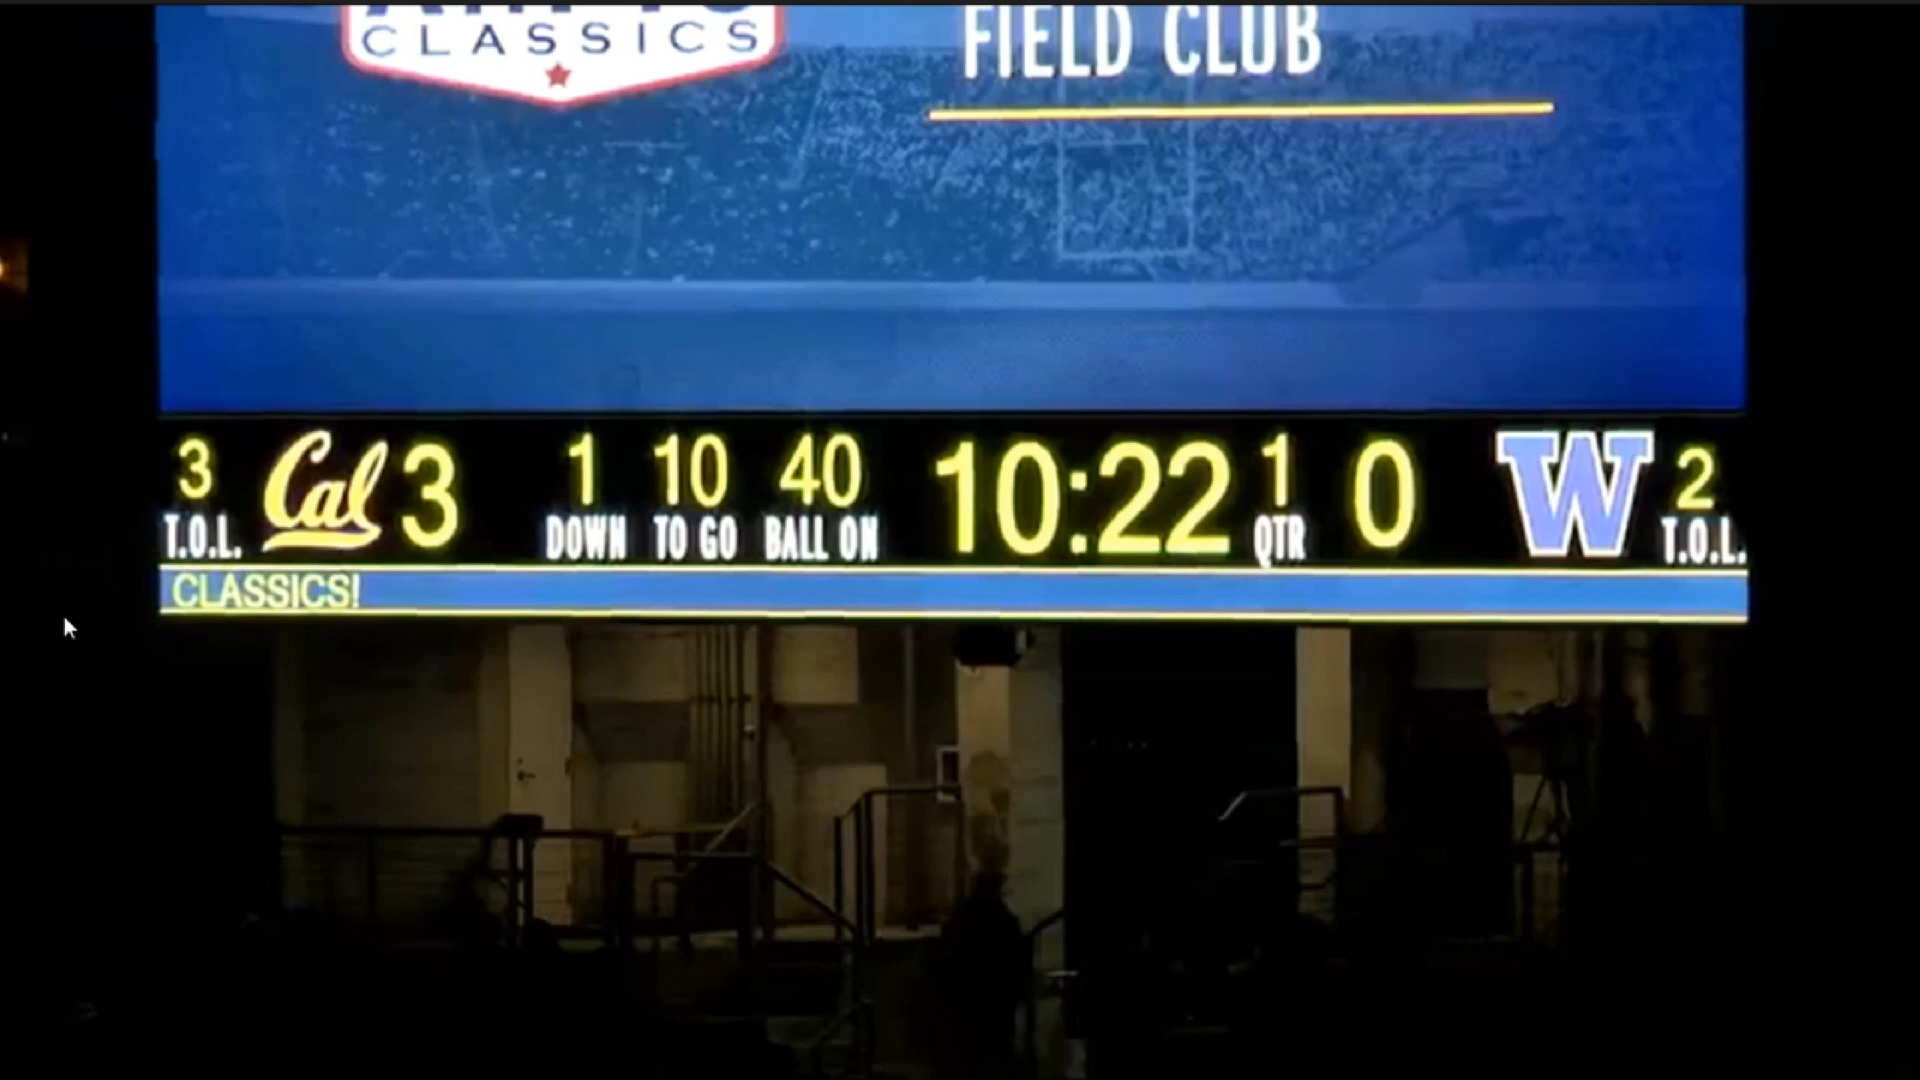 CLASSICS
FIELD CLUB
3 Cal 3 1 10 40 10:22 1 0 W 2
T.O.L. DOWN TO GO BALL ON QTR T.O.L.
CLASSICS!